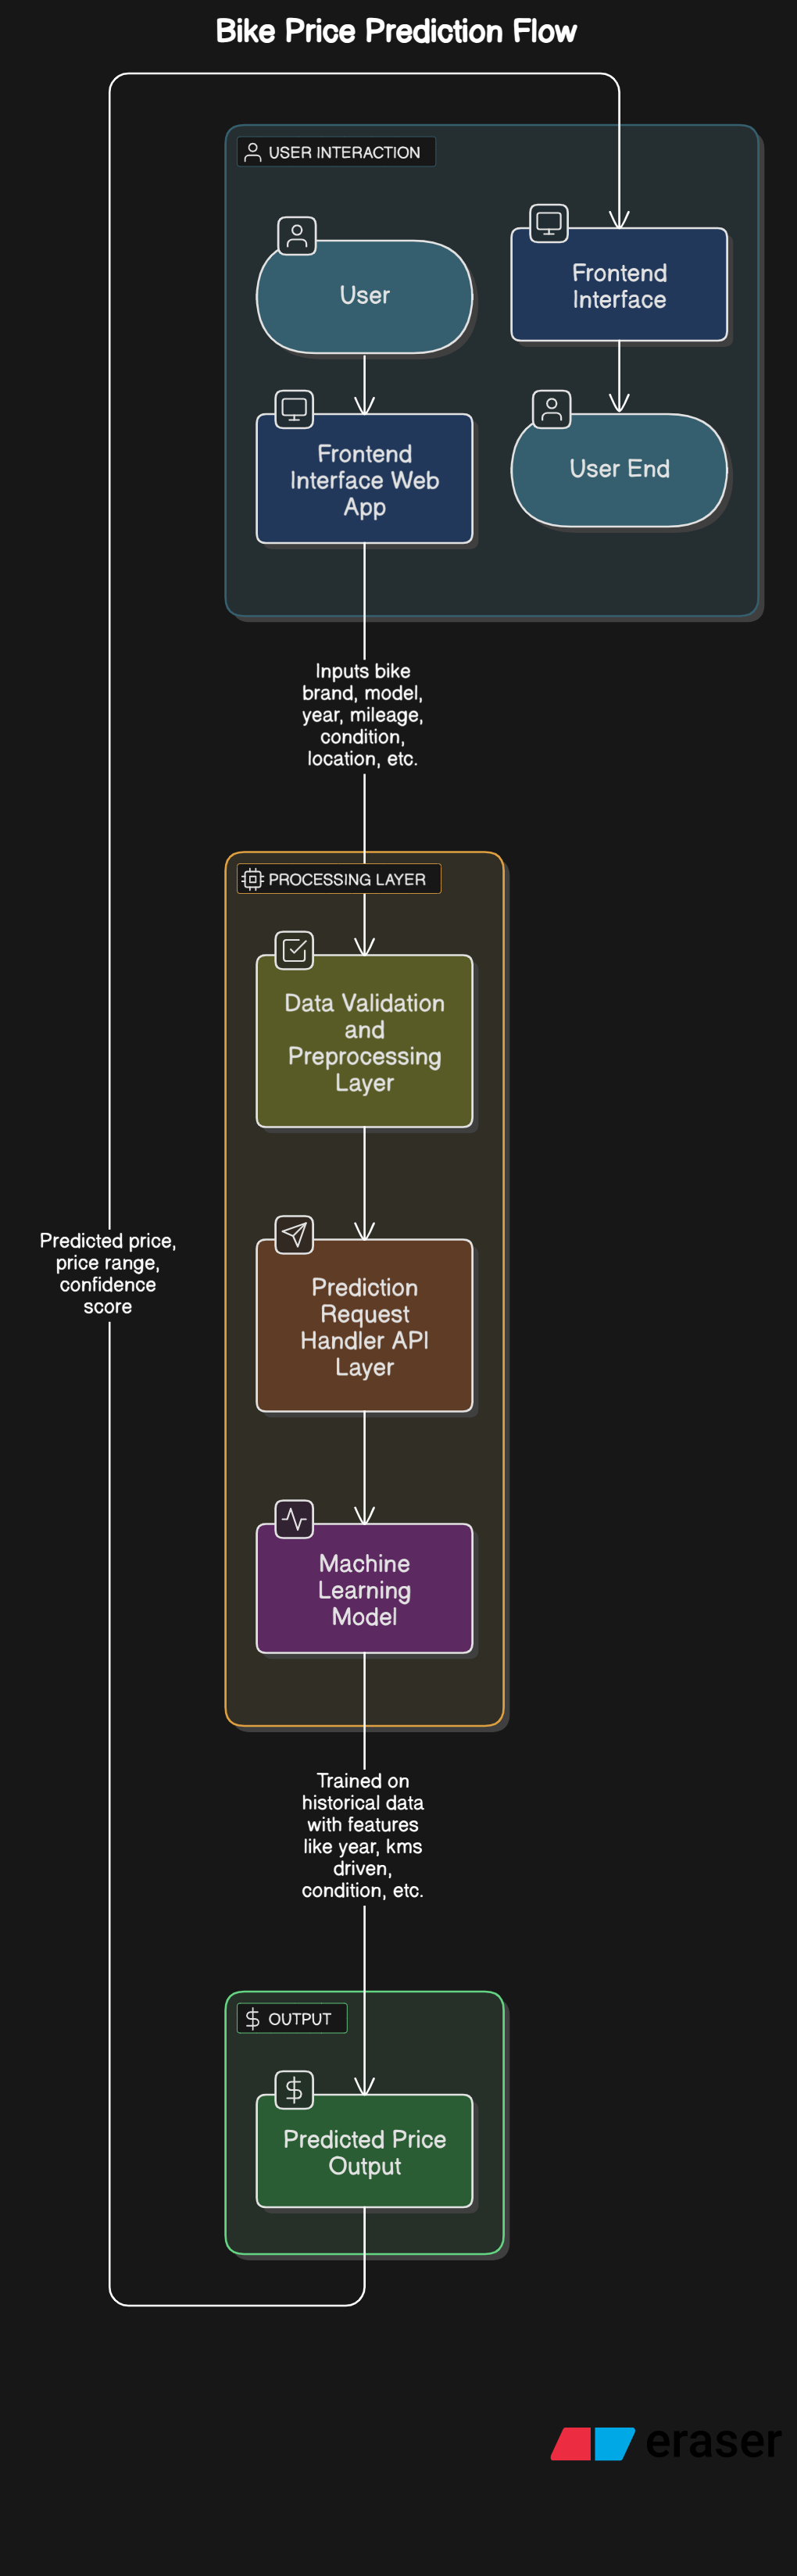 Bike Price Prediction Flow
USER INTERACTION
User
Frontend
Interface
Frontend
Interface Web
App
User End
Inputs bike
brand, model,
year, mileage,
condition,
location, etc.
PROCESSING LAYER
Data Validation
and
Preprocessing
Layer
Predicted price,
price range,
confidence
score
Prediction
Request
Handler API
Layer
Machine
Learning
Model
Trained on
historical data
with features
like year, kms
driven,
condition, etc.
$ OUTPUT
$
Predicted Price
Output
eraser